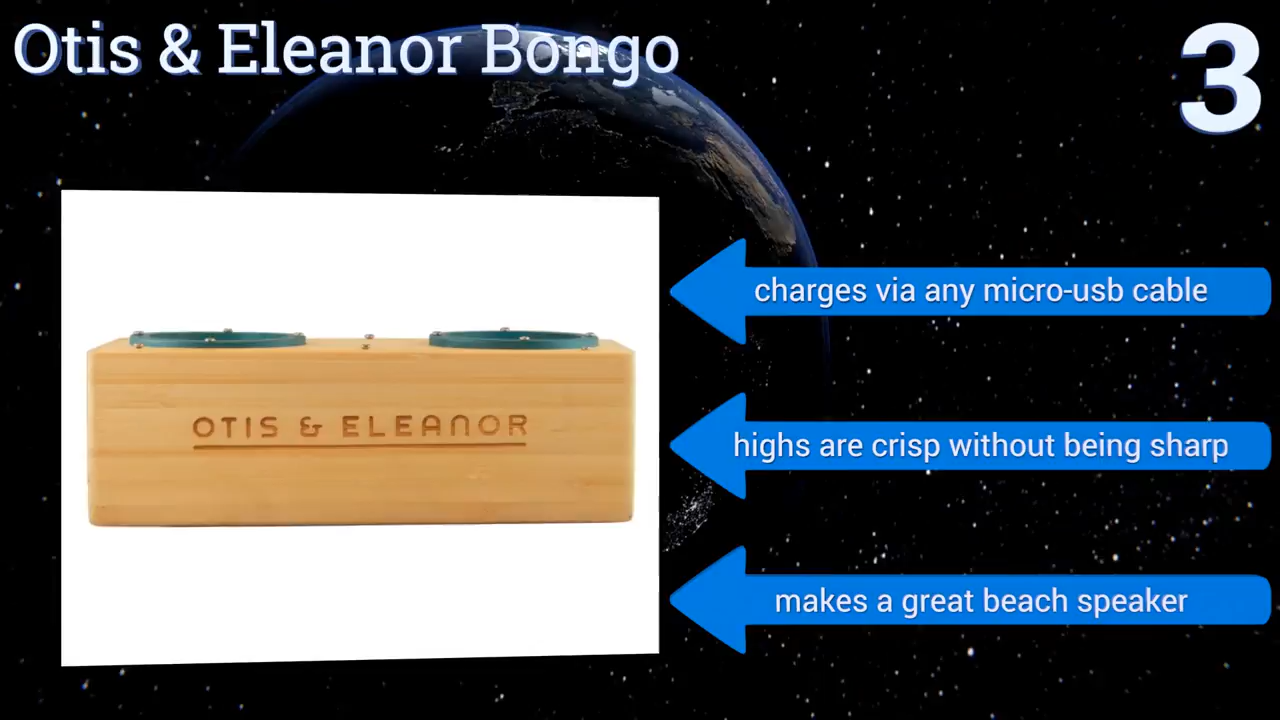 Otis & Eleanor Bongo
3
charges via any micro-usb cable
OTIS & ELEANOR
highs are crisp without being sharp
makes a great beach speaker